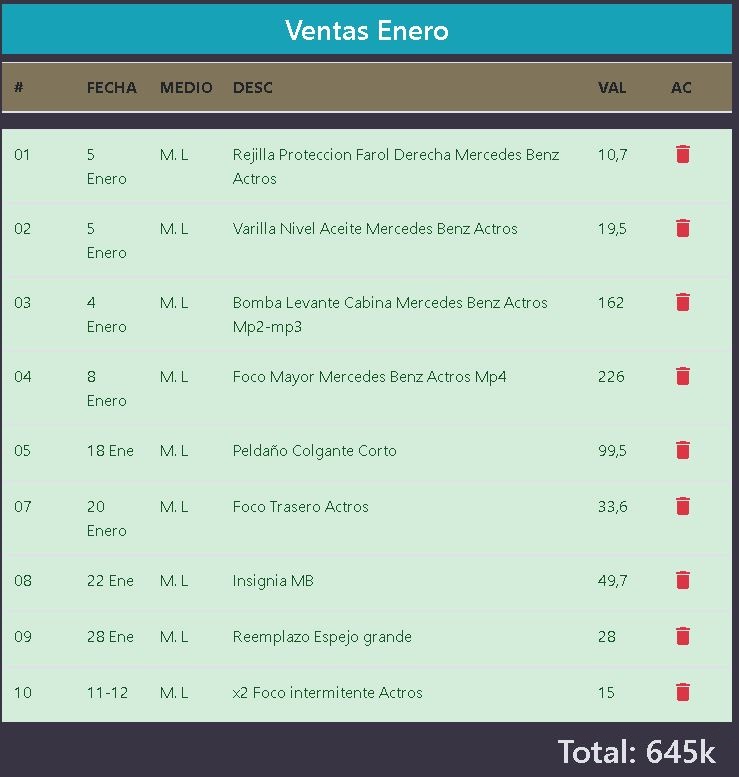 Ventas Enero
# FECHA MEDIO DESC VAL AC
01 5 M. L Rejilla Proteccion Farol Derecha Mercedes Benz 10,7
Enero Actros
02 5 M. L Varilla Nivel Aceite Mercedes Benz Actros 19,5
Enero
03 4 M. L Bomba Levante Cabina Mercedes Benz Actros 162
Enero Mp2-mp3
04 8 M. L Foco Mayor Mercedes Benz Actros Mp4 226
Enero
05 18 Ene M. L Peldaño Colgante Corto 99,5
07 20 M. L Foco Trasero Actros 33,6
Enero
08 22 Ene M. L Insignia MB 49,7
09 28 Ene M. L Reemplazo Espejo grande 28
10 11-12 M. L x2 Foco intermitente Actros 15
Total: 645k